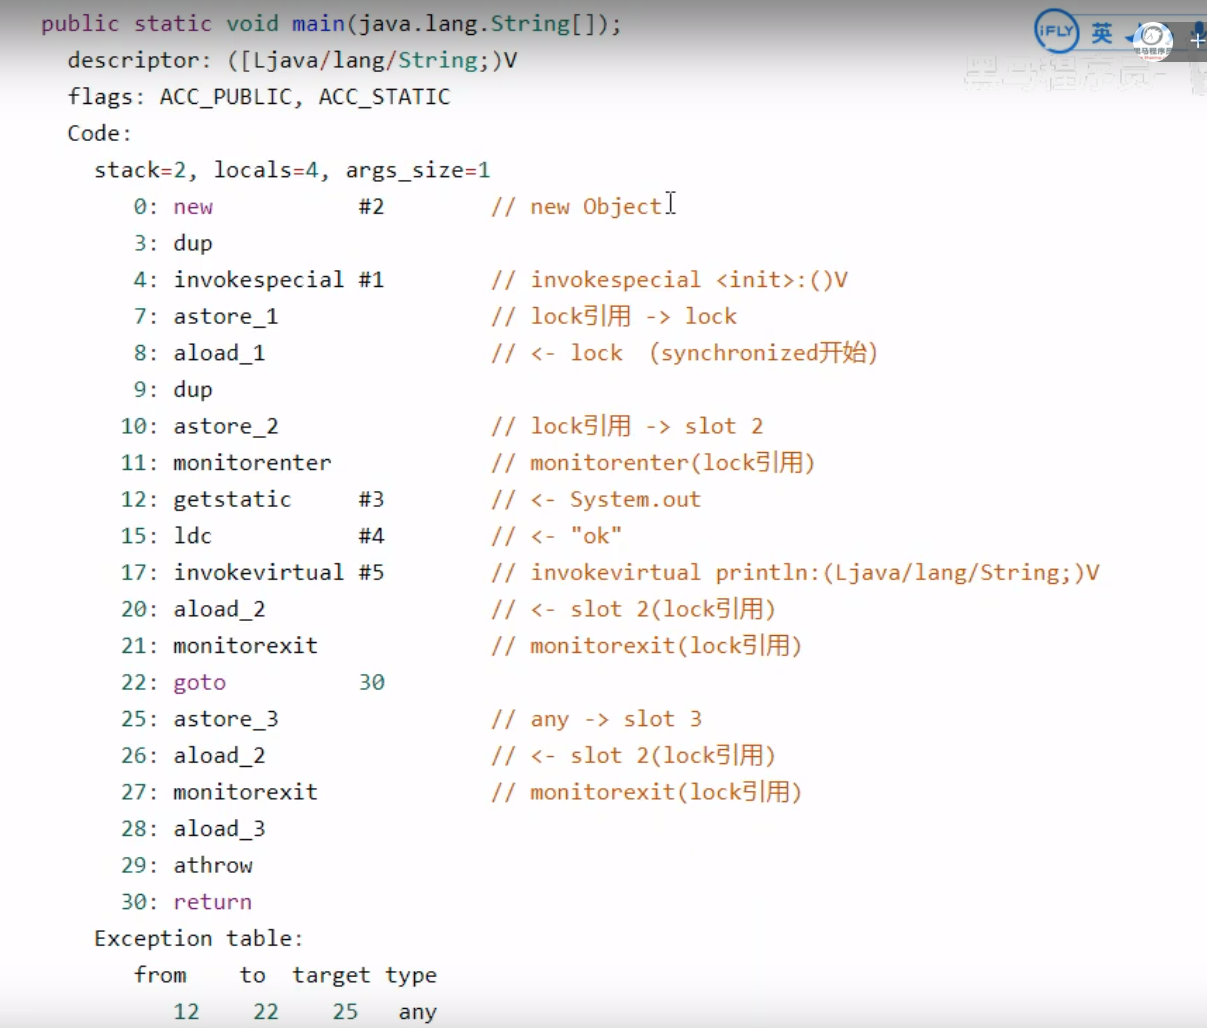 public static void main(java.lang.String[]);
iFLY 英
descriptor: ([Ljava/lang/String;)V
黑马程序员
flags: ACC_PUBLIC, ACC_STATIC
Code:
stack=2, locals=4, args_size=1
0: new #2 // new Object
3: dup
4: invokespecial #1 // invokespecial <init>:()V
7: astore_1 // lock引用 -> lock
8: aload_1 // <- lock （synchronized开始）
9: dup
10: astore_2 // lock引用 -> slot 2
11: monitorenter // monitorenter(lock引用)
12: getstatic #3 // <- System.out
15: ldc #4 // <- "ok"
17: invokevirtual #5 // invokevirtual println:(Ljava/lang/String;)V
20: aload_2 // <- slot 2(lock引用)
21: monitorexit // monitorexit(lock引用)
22: goto 30
25: astore_3 // any -> slot 3
26: aload_2 // <- slot 2(lock引用)
27: monitorexit // monitorexit(lock引用)
28: aload_3
29: athrow
30: return
Exception table:
from to target type
12 22 25 any